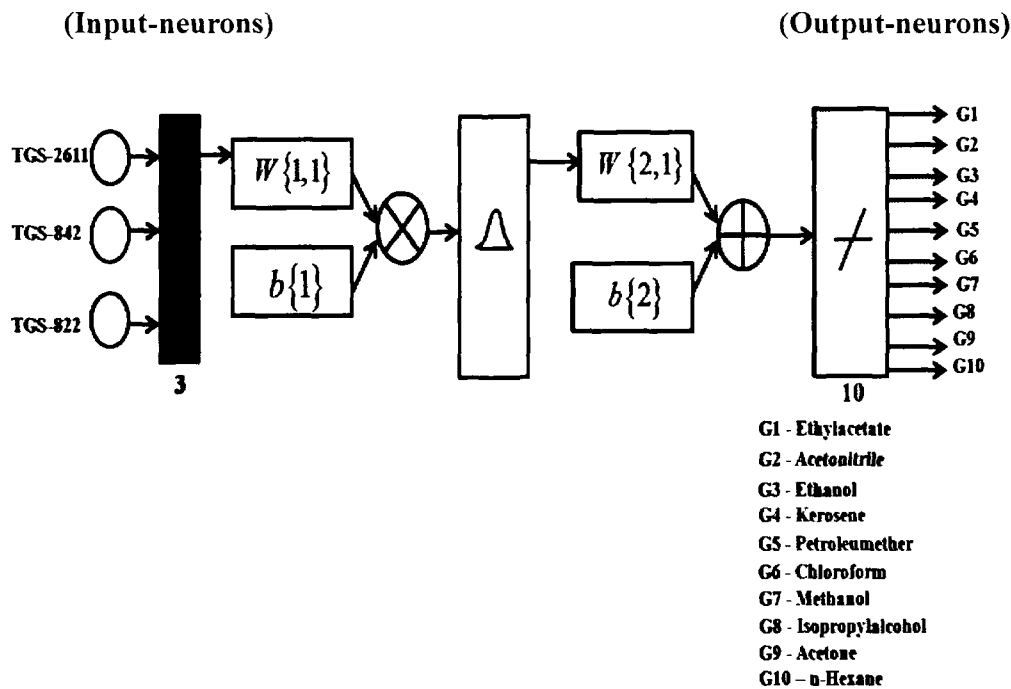 (Input-neurons)
(Output-neurons)
TGS-2611
TGS-842
TGS-822
3
W{1,1}
b{1}
W{2,1}
b{2}
G1
G2
G3
G4
G5
G6
G7
G8
G9
G10
10
G1 - Ethylacetate
G2 - Acetonitrile
G3 - Ethanol
G4 - Kerosene
G5 - Petroleumether
G6 - Chloroform
G7 - Methanol
G8 - Isopropylalcohol
G9 - Acetone
G10 – n-Hexane